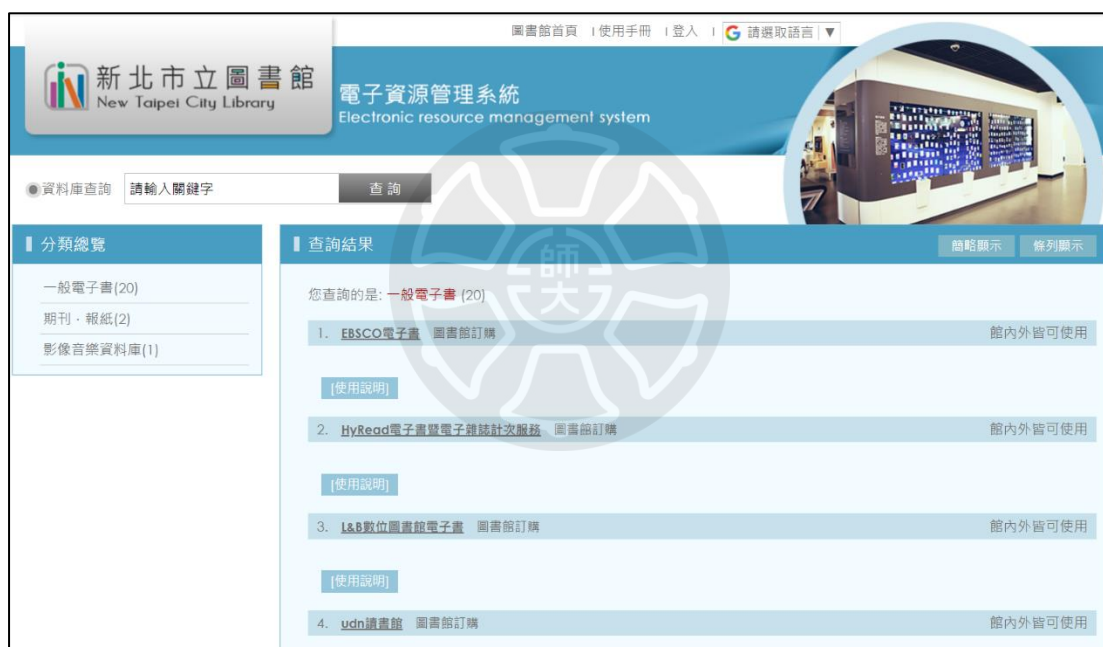 圖書館首頁 | 使用手冊 | 登入 | G 請選取語言 ▼
新北市立圖書館
New Taipei City Library
電子資源管理系統
Electronic resource management system
資料庫查詢 請輸入關鍵字 查詢
分類總覽
一般電子書(20)
期刊．報紙(2)
影像音樂資料庫(1)
查詢結果 簡略顯示 條列顯示
您查詢的是: 一般電子書 (20)
1. EBSCO電子書 圖書館訂購 館內外皆可使用
[使用說明]
2. HyRead電子書暨電子雜誌計次服務 圖書館訂購 館內外皆可使用
[使用說明]
3. L&B數位圖書館電子書 圖書館訂購 館內外皆可使用
[使用說明]
4. udn讀書館 圖書館訂購 館內外皆可使用
師大